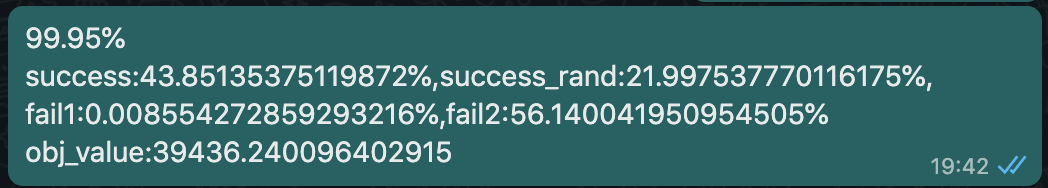 99.95%
success:43.85135375119872%,success_rand:21.997537770116175%,
fail1:0.008554272859293216%,fail2:56.140041950954505%
obj_value:39436.240096402915
19:42